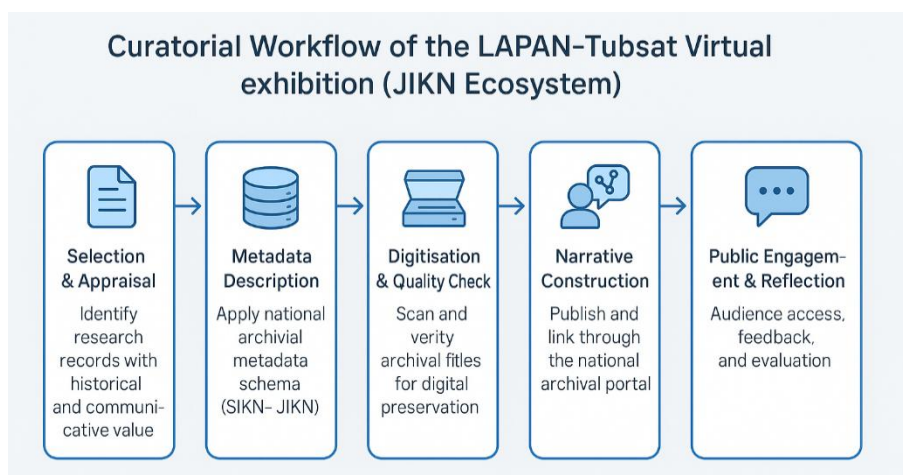 Curatorial Workflow of the LAPAN-Tubsat Virtual
exhibition (JIKN Ecosystem)
Selection
& Appraisal
Identify
research
records with
historical
and communi-
cative value
Metadata
Description
Apply national
archivial
metadata
schema
(SIKN- JIKN)
Digitisation
& Quality Check
Scan and
verity
archival fitles
for digital
preservation
Narrative
Construction
Publish and
link through
the national
archival portal
Public Engagem-
ent & Reflection
Audience access,
feedback,
and evaluation